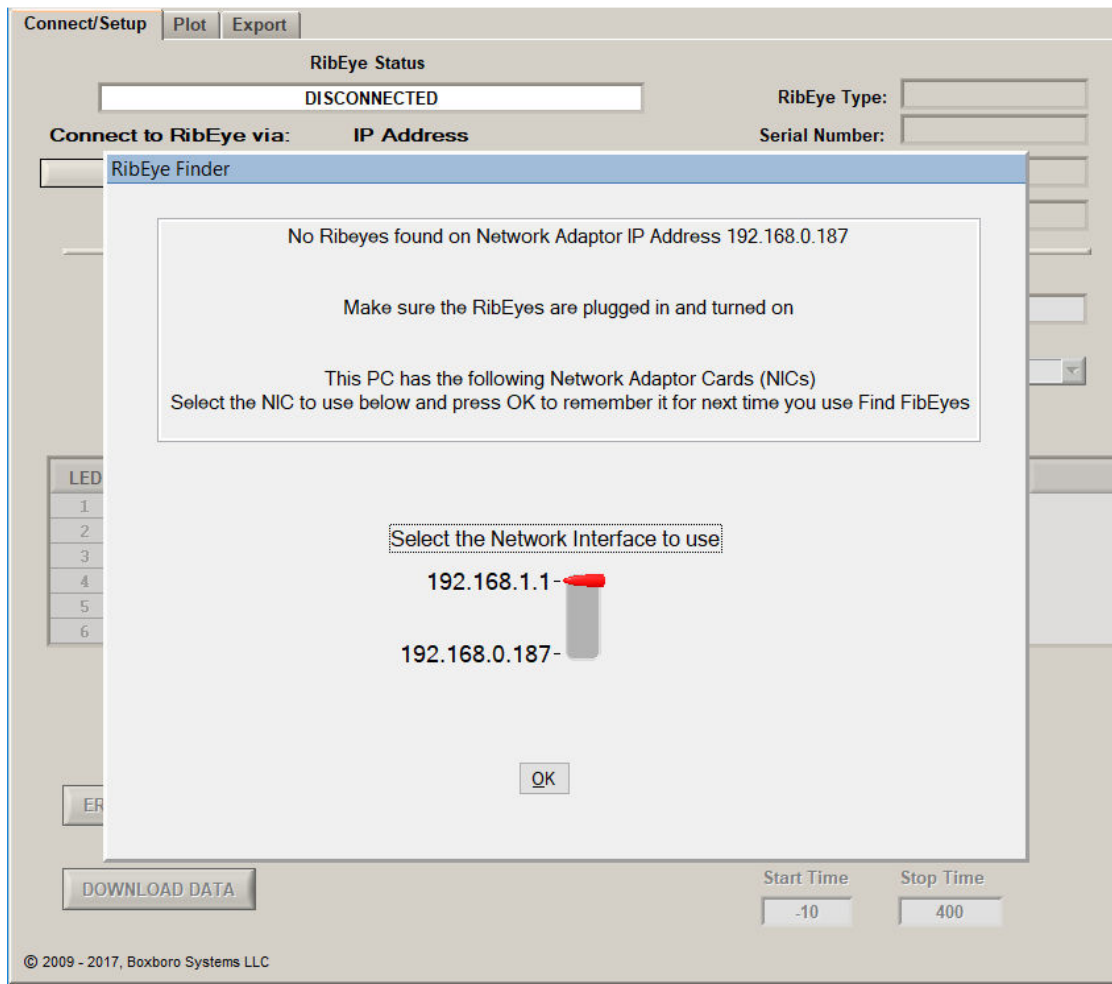 Connect/Setup Plot Export
RibEye Status
DISCONNECTED
RibEye Type:
Connect to RibEye via: IP Address
Serial Number:
RibEye Finder
No Ribeyes found on Network Adaptor IP Address 192.168.0.187
Make sure the RibEyes are plugged in and turned on
This PC has the following Network Adaptor Cards (NICs)
Select the NIC to use below and press OK to remember it for next time you use Find FibEyes
LED
1
2
3
4
5
6
Select the Network Interface to use
192.168.1.1-
192.168.0.187-
OK
ER
DOWNLOAD DATA
Start Time Stop Time
-10 400
© 2009 - 2017, Boxboro Systems LLC